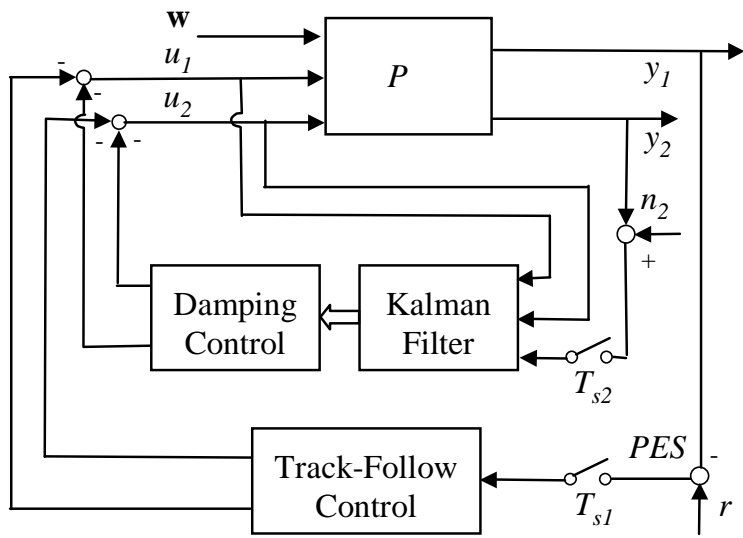 w
-
u1
P
y1
-
u2
y2
-
-
n2
+
Damping
Control
Kalman
Filter
Ts2
Track-Follow
Control
PES
-
Ts1
r